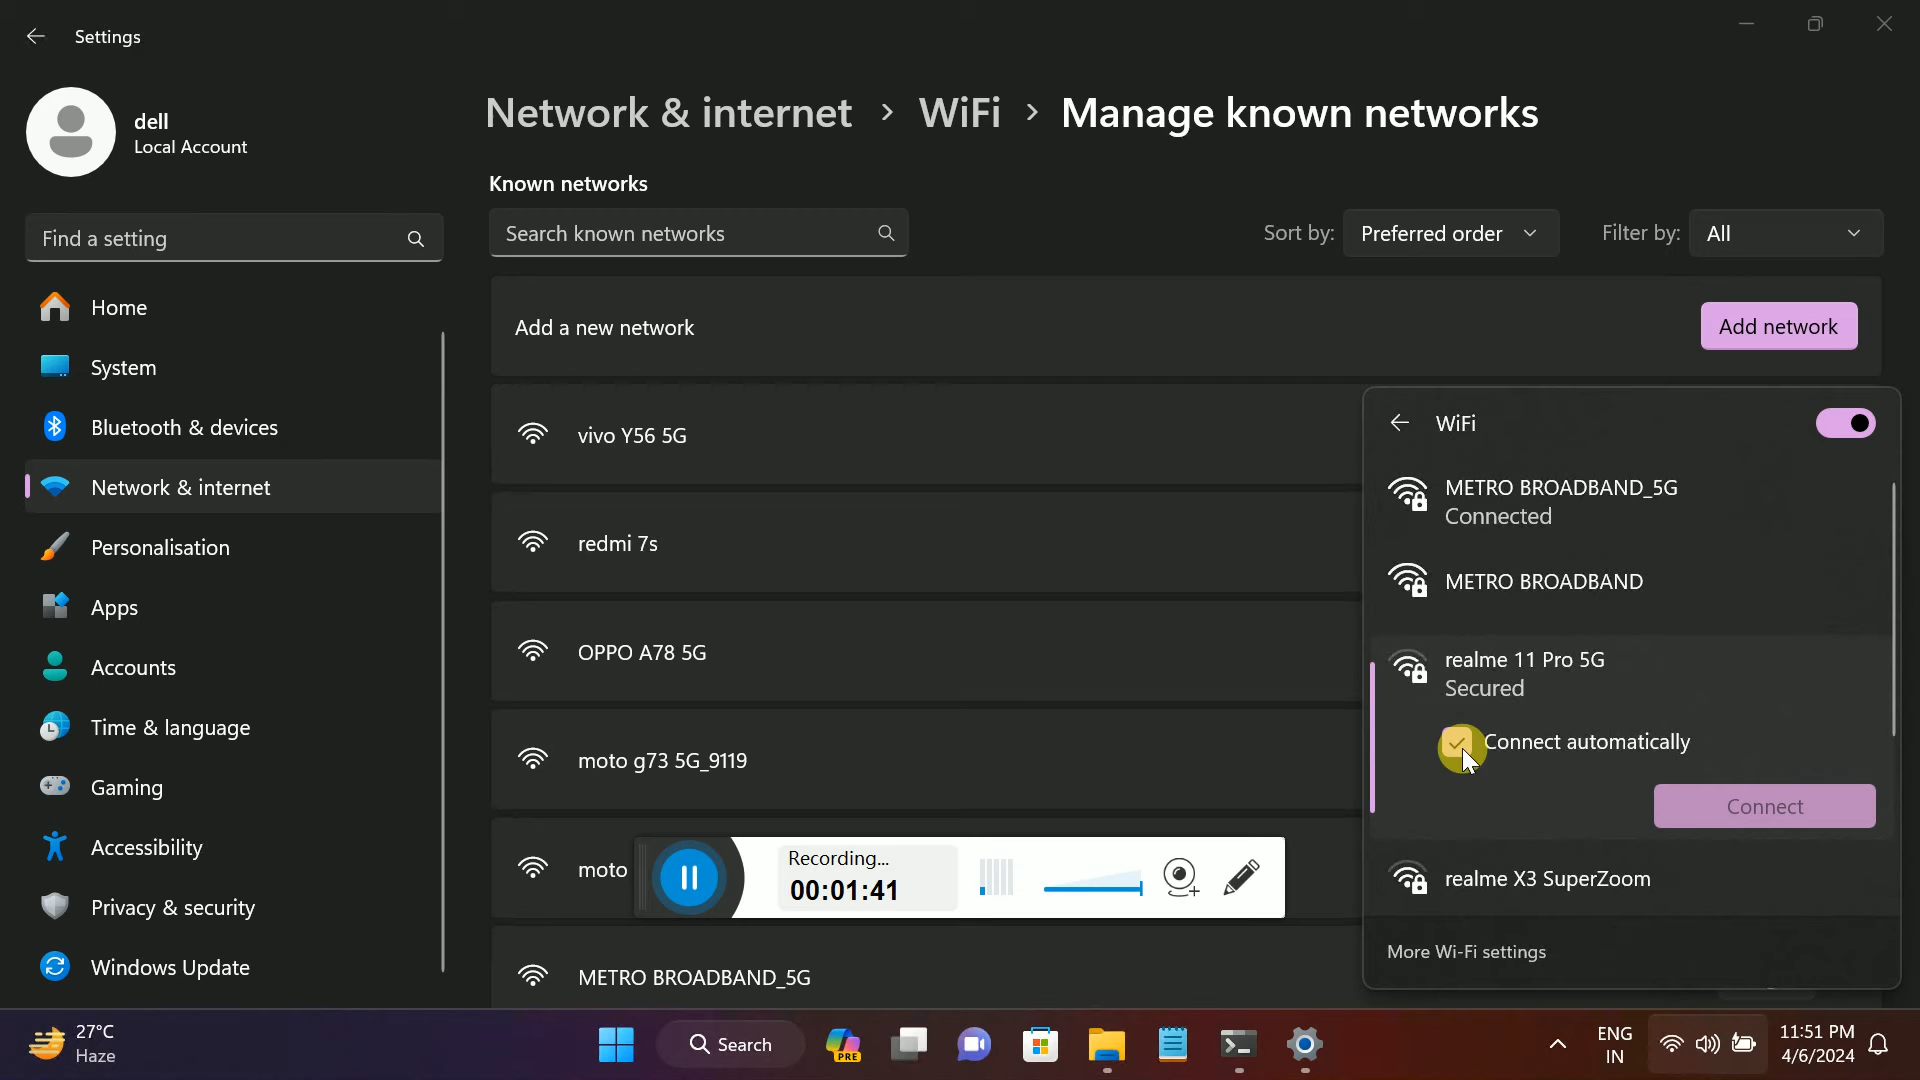 Settings
dell
Local Account
Find a setting
Home
System
Bluetooth & devices
Network & internet
Personalisation
Apps
Accounts
Time & language
Gaming
Accessibility
Privacy & security
Windows Update
Network & internet > WiFi > Manage known networks
Known networks
Search known networks
Sort by: Preferred order
Filter by: All
Add a new network
Add network
vivo Y56 5G
redmi 7s
OPPO A78 5G
moto g73 5G_9119
moto
METRO BROADBAND_5G
WiFi
METRO BROADBAND_5G
Connected
METRO BROADBAND
realme 11 Pro 5G
Secured
Connect automatically
Connect
realme X3 SuperZoom
More Wi-Fi settings
Recording...
00:01:41
27°C
Haze
Search
PRE
ENG
IN
11:51 PM
4/6/2024